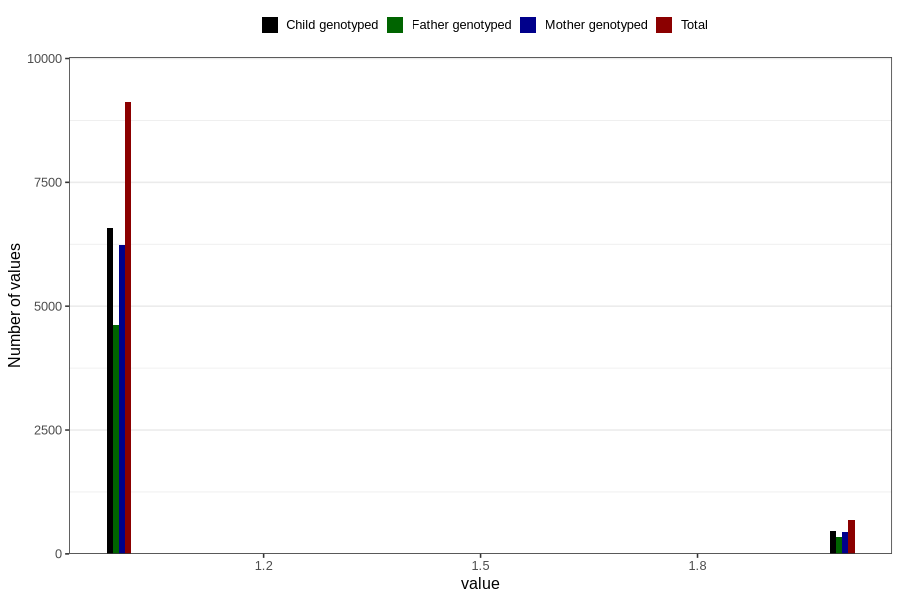 Child genotyped Father genotyped Mother genotyped Total
10000
7500
5000
2500
0
Number of values
1.2 1.5 1.8
value